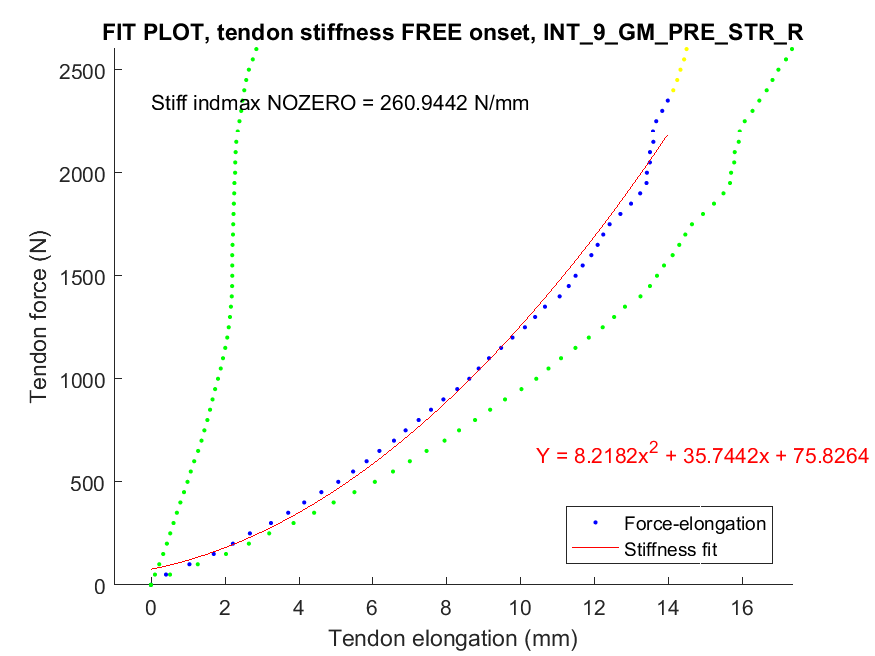 FIT PLOT, tendon stiffness FREE onset, INT_9_GM_PRE_STR_R
2500
Stiff indmax NOZERO = 260.9442 N/mm
2000
1500
Tendon force (N)
1000
Y = 8.2182x² + 35.7442x + 75.8264
500
Force-elongation
Stiffness fit
0
0 2 4 6 8 10 12 14 16
Tendon elongation (mm)